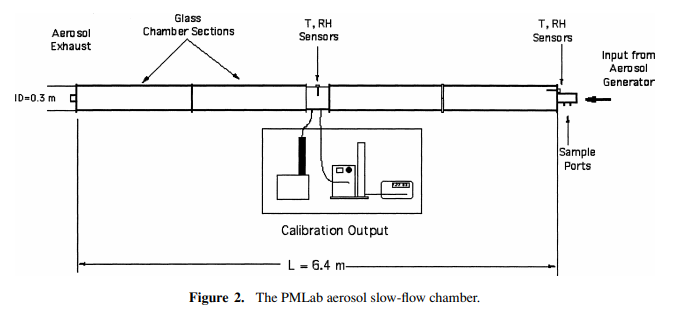 Aerosol
Exhaust
Glass
Chamber Sections
T, RH
Sensors
T, RH
Sensors
Input from
Aerosol
Generator
ID=0.3 m
Sample
Ports
Calibration Output
L = 6.4 m
Figure 2. The PMLab aerosol slow-flow chamber.